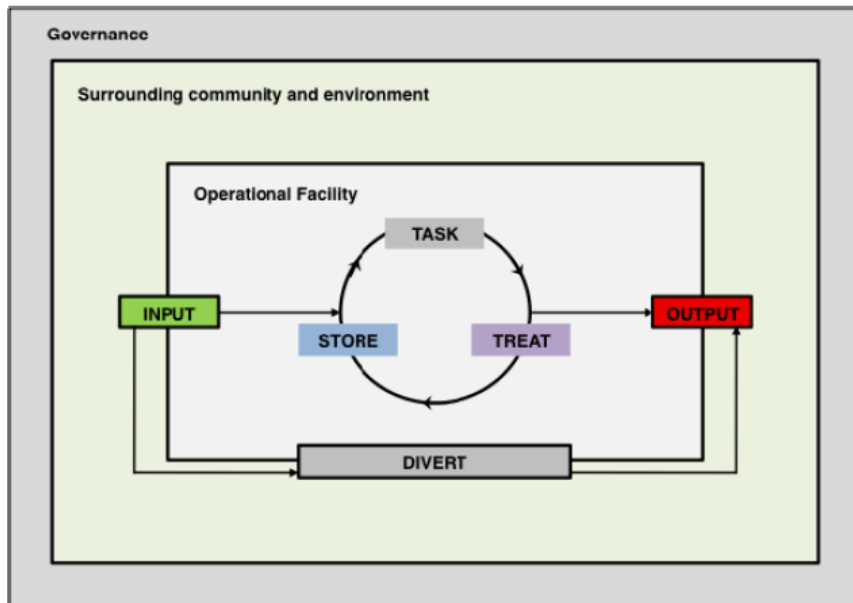 Governance
Surrounding community and environment
Operational Facility
TASK
INPUT
OUTPUT
STORE
TREAT
DIVERT